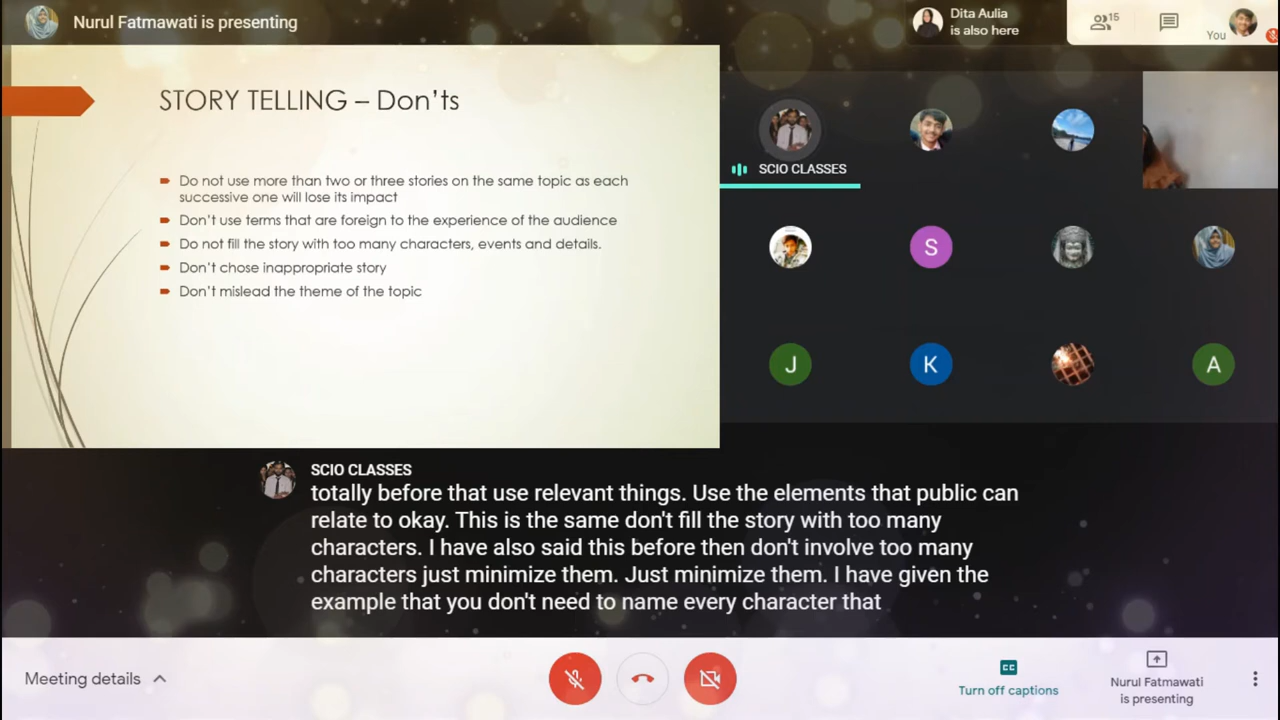 Nurul Fatmawati is presenting
Dita Aulia
is also here
15
You
STORY TELLING – Don'ts
Do not use more than two or three stories on the same topic as each
successive one will lose its impact
Don't use terms that are foreign to the experience of the audience
Do not fill the story with too many characters, events and details.
Don't chose inappropriate story
Don't mislead the theme of the topic
SCIO CLASSES
S
J
K
A
SCIO CLASSES
totally before that use relevant things. Use the elements that public can
relate to okay. This is the same don't fill the story with too many
characters. I have also said this before then don't involve too many
characters just minimize them. Just minimize them. I have given the
example that you don't need to name every character that
Meeting details
CC
Turn off captions
Nurul Fatmawati
is presenting